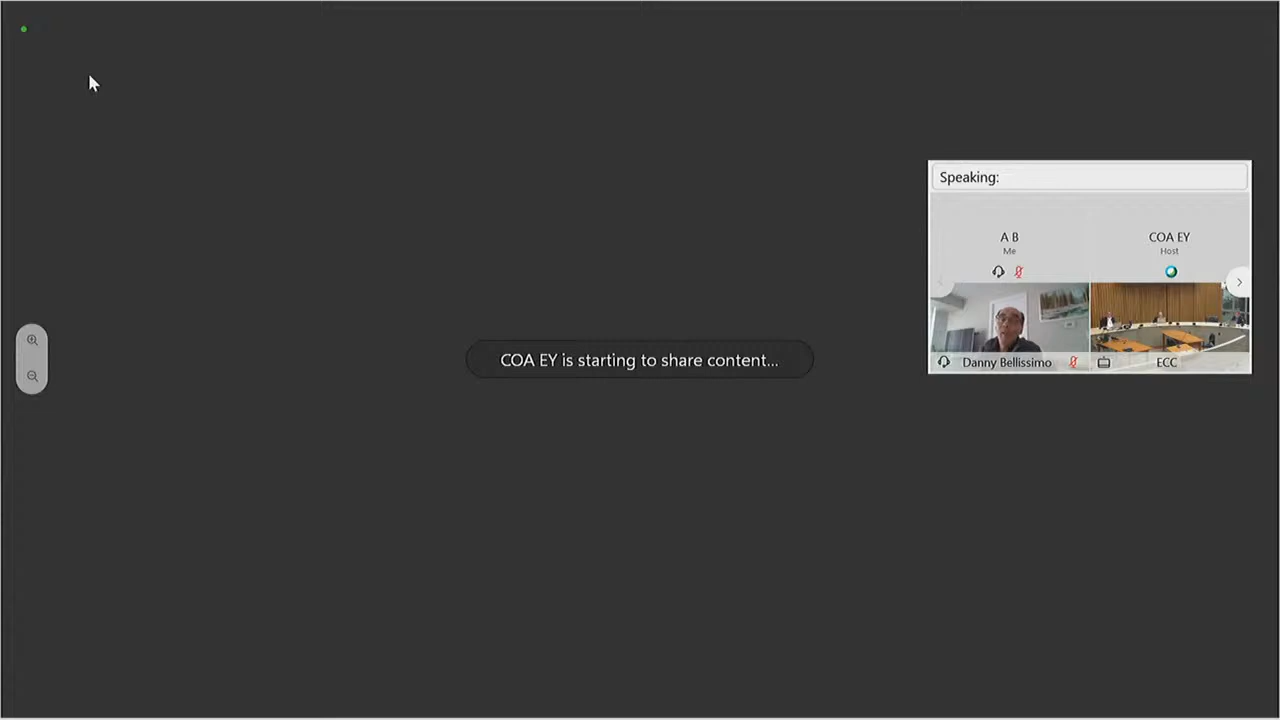 Speaking:
A B
Me
COA EY
Host
COA EY is starting to share content...
Danny Bellissimo
ECC